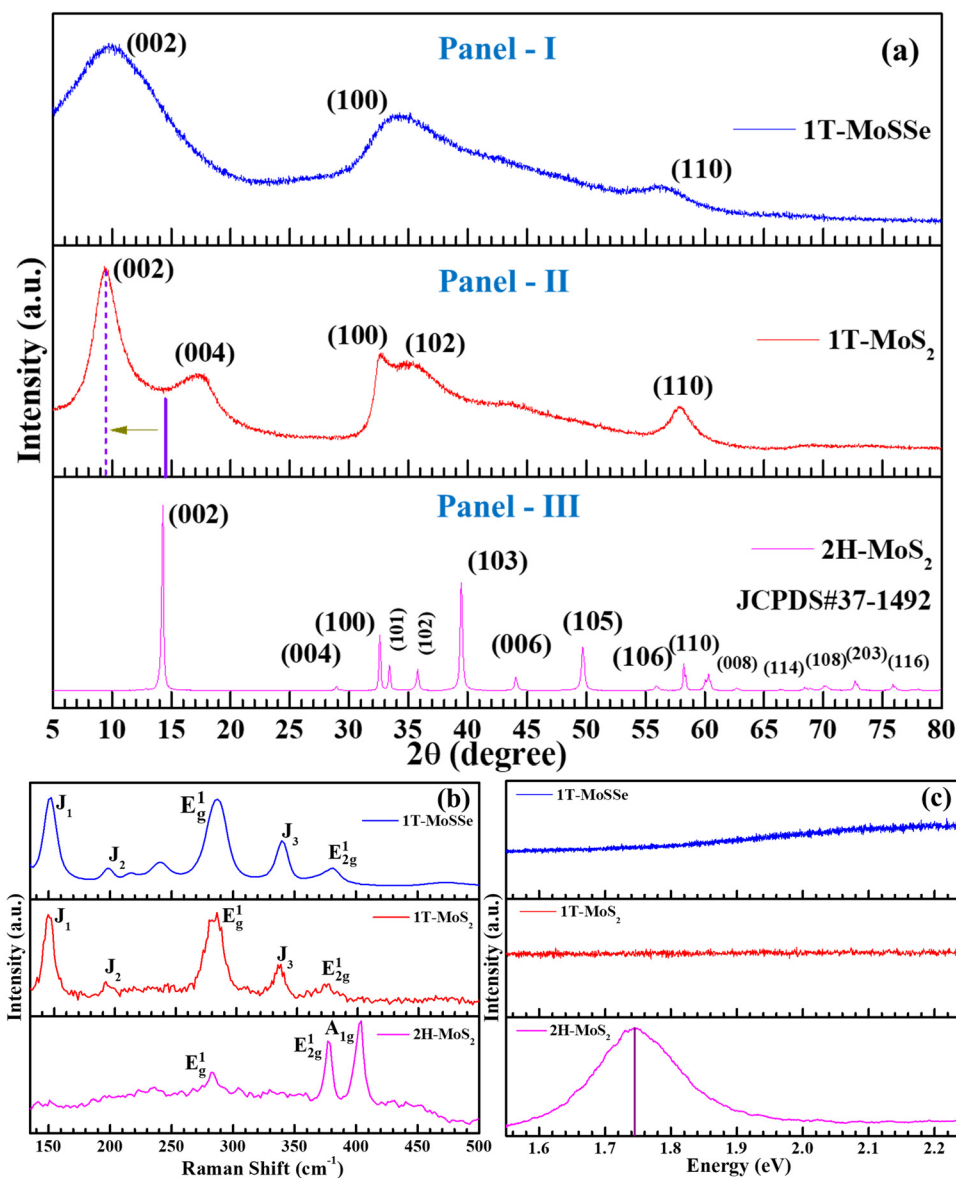 Panel - I
(a)
(002)
(100)
1T-MoSSe
(110)
Panel - II
(002)
(004)
(100)
(102)
1T-MoS₂
(110)
Panel - III
(002)
2H-MoS₂
(103)
JCPDS#37-1492
(004)
(100)
(101)
(102)
(006)
(105)
(106)
(110)
(008)
(114)
(108)
(203)
(116)
Intensity (a.u.)
5 10 15 20 25 30 35 40 45 50 55 60 65 70 75 80
2θ (degree)
(b)
J₁
E¹g
1T-MoSSe
J₂
J₃
E¹2g
J₁
E¹g
1T-MoS₂
J₂
J₃
E¹2g
A1g
2H-MoS₂
E¹g
E¹2g
Intensity (a.u.)
150 200 250 300 350 400 450 500
Raman Shift (cm⁻¹)
(c)
1T-MoSSe
1T-MoS₂
2H-MoS₂
Intensity (a.u.)
1.6 1.7 1.8 1.9 2.0 2.1 2.2
Energy (eV)